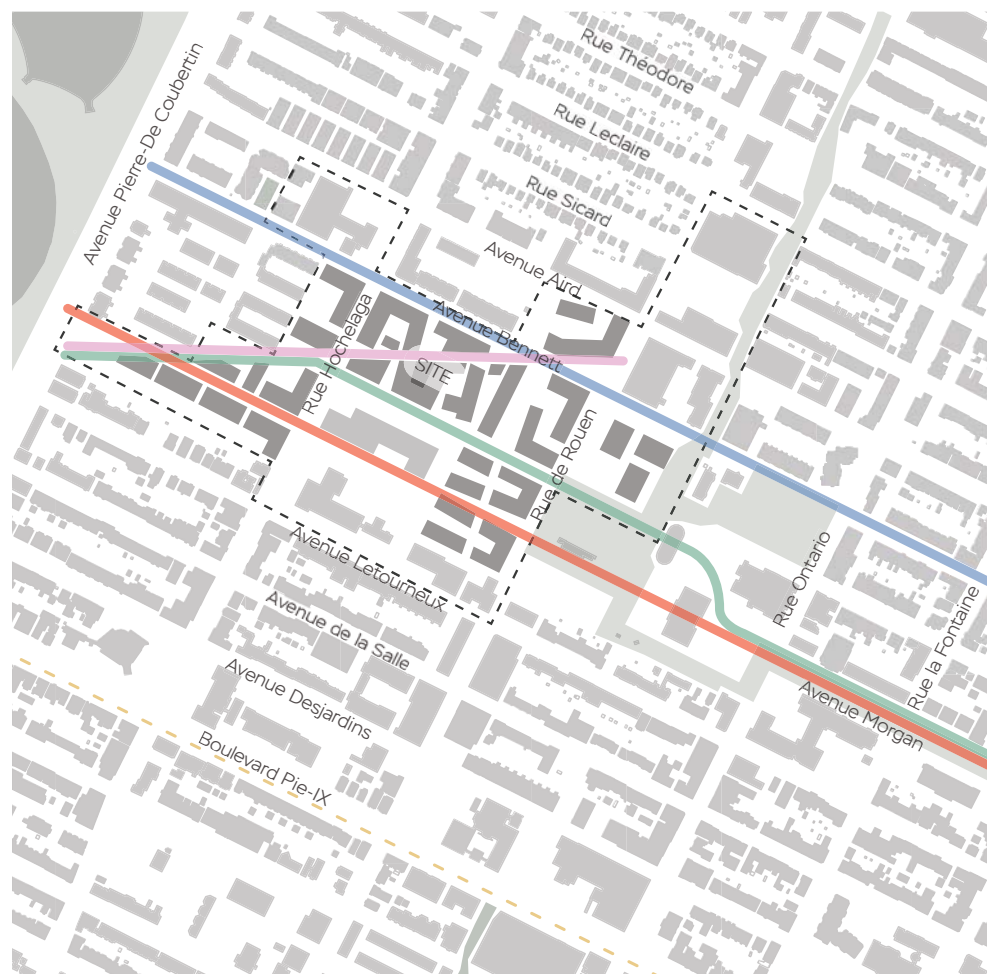 Rue Théodore
Avenue Pierre-De Coubertin
Rue Leclaire
Rue Sicard
Avenue Aird
Rue Hochelaga
Avenue Bennett
SITE
Rue de Rouen
Avenue Letourneux
Rue Ontario
Avenue de la Salle
Rue la Fontaine
Avenue Desjardins
Avenue Morgan
Boulevard Pie-IX